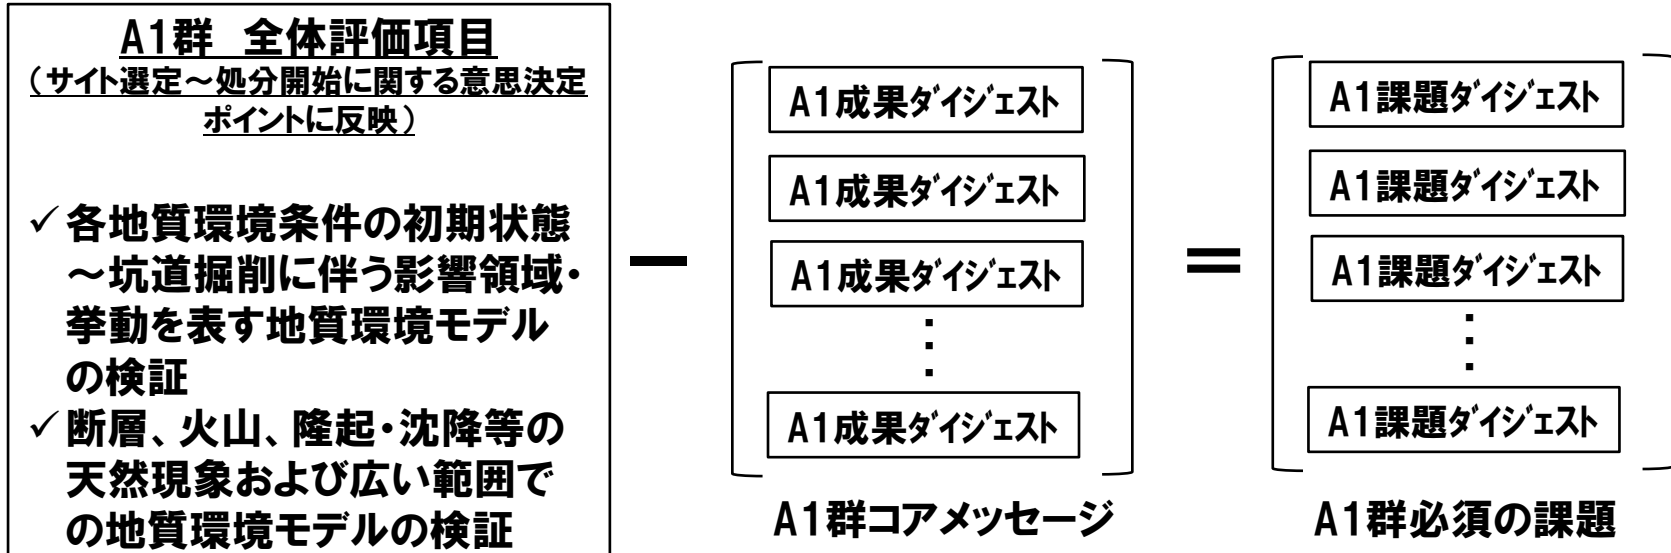 A1群 全体評価項目
（サイト選定～処分開始に関する意思決定
ポイントに反映）
✓各地質環境条件の初期状態
～坑道掘削に伴う影響領域・
挙動を表す地質環境モデル
の検証
✓断層、火山、隆起・沈降等の
天然現象および広い範囲で
の地質環境モデルの検証
－
A1成果ダイジェスト
A1成果ダイジェスト
A1成果ダイジェスト
⋮
A1成果ダイジェスト
A1群コアメッセージ
＝
A1課題ダイジェスト
A1課題ダイジェスト
A1課題ダイジェスト
⋮
A1課題ダイジェスト
A1群必須の課題